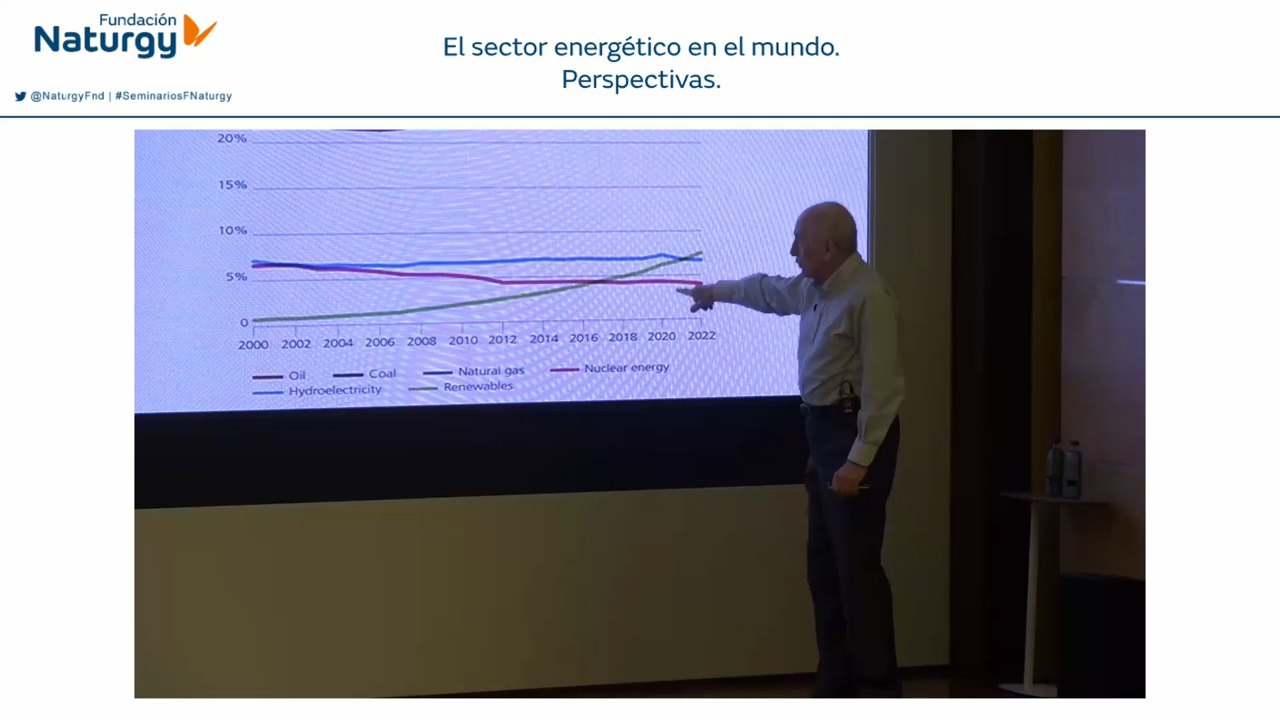 Fundación
Naturgy
@NaturgyFnd | #SeminariosFNaturgy
El sector energético en el mundo.
Perspectivas.
20%
15%
10%
5%
0
2000 2002 2004 2006 2008 2010 2012 2014 2016 2018 2020 2022
Oil Coal Natural gas Nuclear energy
Hydroelectricity Renewables